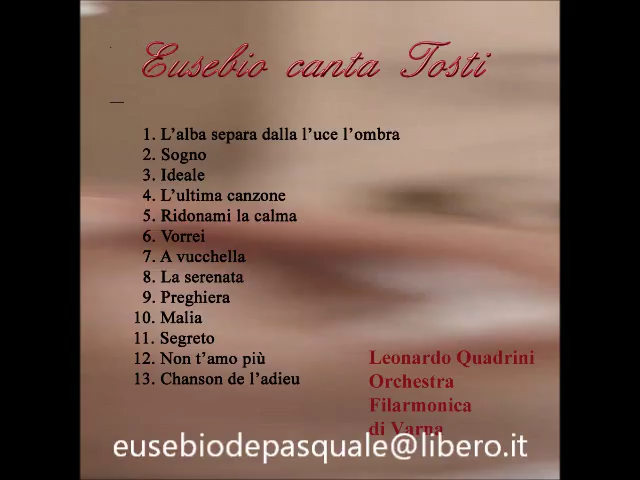 Eusebio canta Tosti
1. L'alba separa dalla l'uce l'ombra
2. Sogno
3. Ideale
4. L'ultima canzone
5. Ridonami la calma
6. Vorrei
7. A vucchella
8. La serenata
9. Preghiera
10. Malia
11. Segreto
12. Non t'amo più
13. Chanson de l'adieu
Leonardo Quadrini
Orchestra
Filarmonica
di Varna
eusebiodepasquale@libero.it